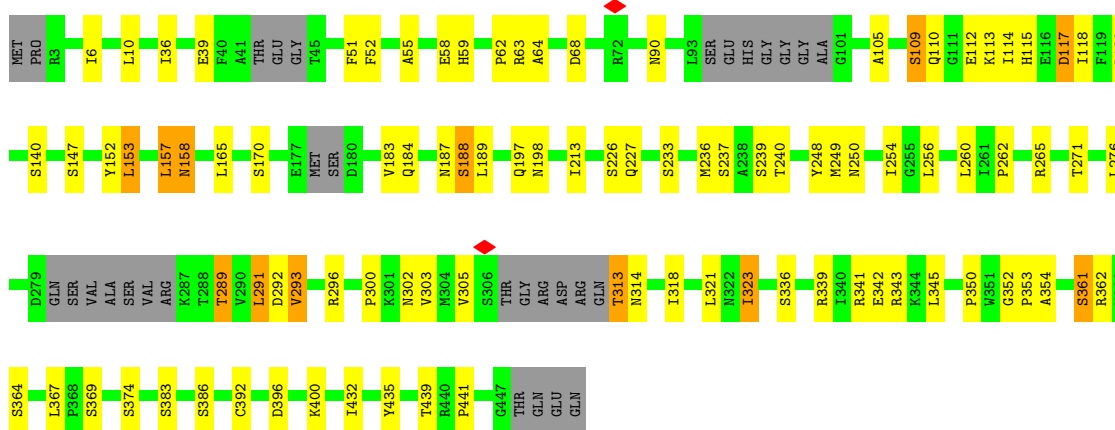 MET PRO R3 I6 L10 I36 E39 F40 A41 THR GLU GLY T45 F51 F52 A55 E58 H59 P62 R63 A64 D68 R72 N90 L93 SER GLU HIS GLY GLY GLY ALA G101 A105 S109 Q110 G111 E112 K113 I114 H115 E116 D117 I118 F119
S140 S147 Y152 L153 L157 N158 L165 S170 E177 MET SER D180 V183 Q184 N187 S188 L189 Q197 N198 I213 S226 Q227 S233 M236 S237 A238 S239 T240 Y248 M249 N250 I254 G255 L256 L260 I261 P262 R265 T271 L276
D279 GLN SER VAL ALA SER VAL ARG K287 T288 T289 V290 L291 D292 V293 R296 P300 K301 N302 V303 M304 V305 S306 THR GLY ARG ASP ARG GLN T313 N314 I318 L321 N322 I323 S336 R339 I340 R341 E342 R343 K344 L345 P350 W351 G352 P353 A354 S361 R362
S364 L367 P368 S369 S374 S383 S386 C392 D396 K400 I432 Y435 T439 R440 P441 G447 THR GLN GLU GLN